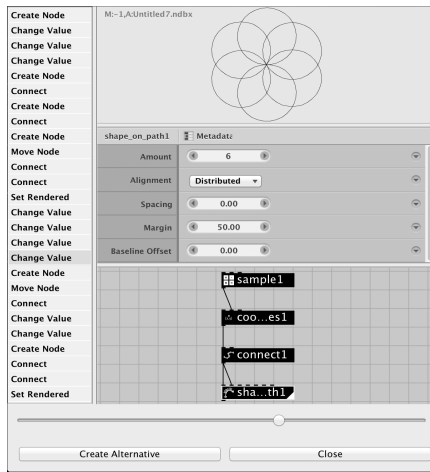 Create Node
Change Value
Change Value
Change Value
Create Node
Connect
Create Node
Connect
Create Node
Move Node
Connect
Connect
Set Rendered
Change Value
Change Value
Change Value
Change Value
Create Node
Move Node
Connect
Change Value
Change Value
Create Node
Connect
Connect
Set Rendered
M:-1,A:Untitled7.ndbx
shape_on_path1 Metadata
Amount 6
Alignment Distributed
Spacing 0.00
Margin 50.00
Baseline Offset 0.00
sample1
coo...es1
connect1
sha...th1
Create Alternative Close